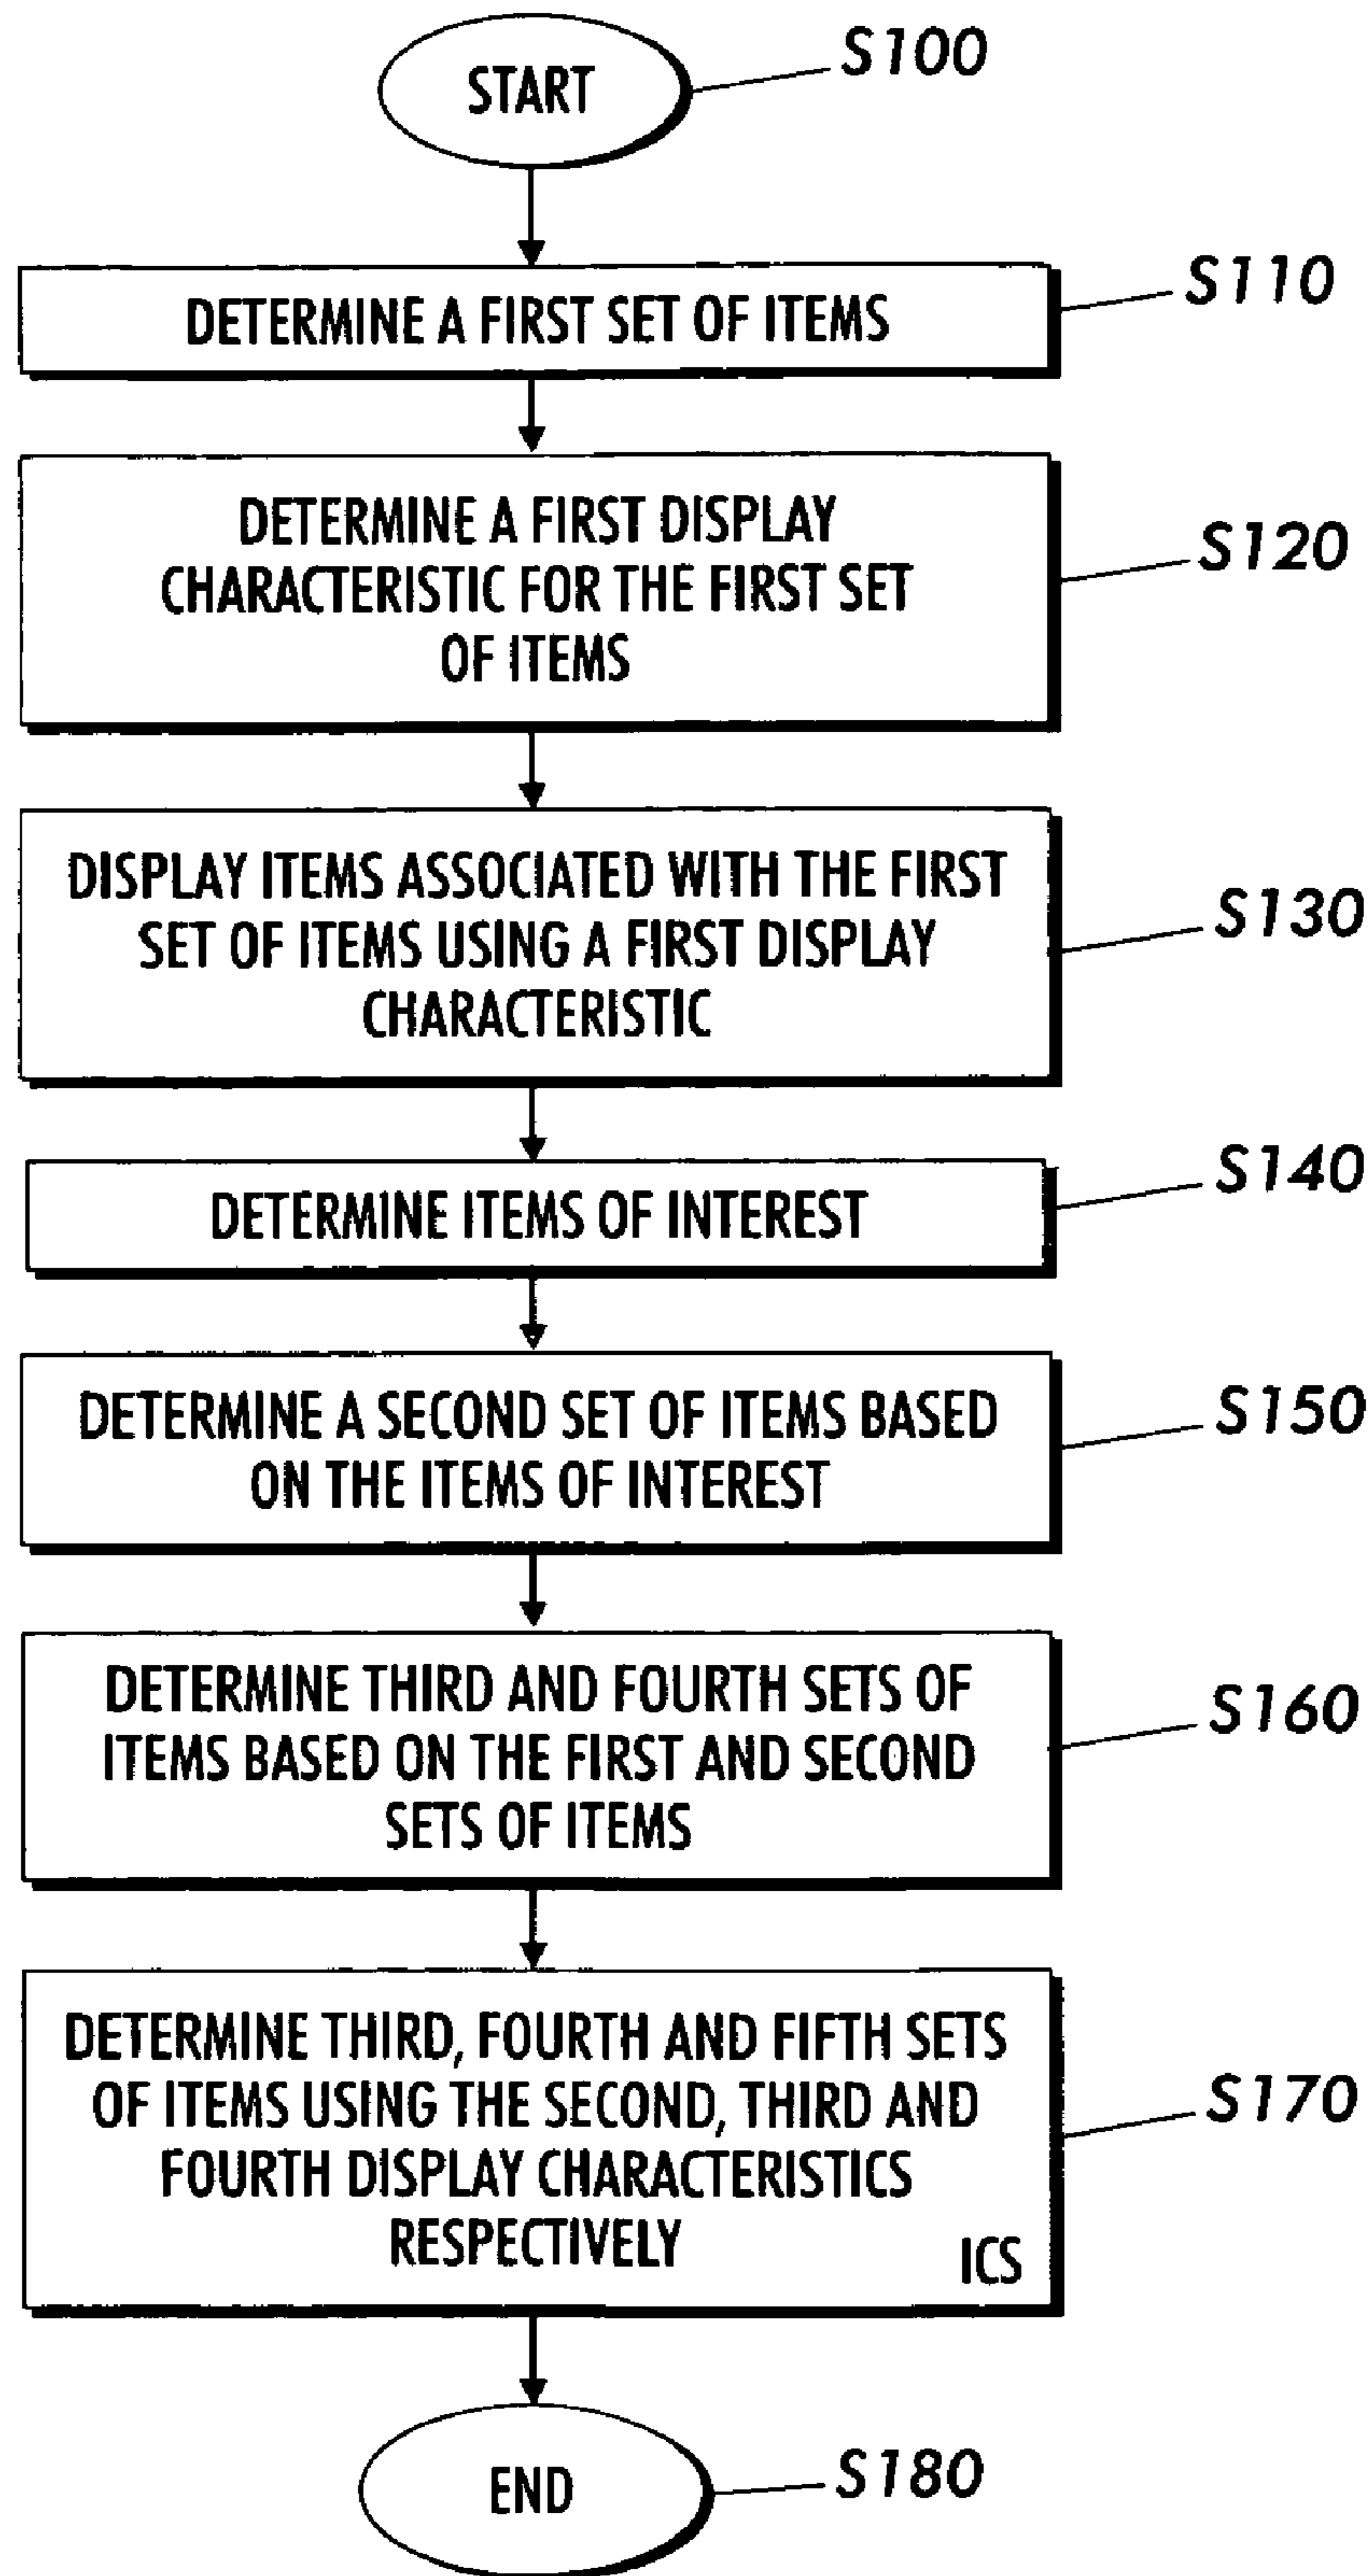 START
S100
DETERMINE A FIRST SET OF ITEMS
S110
DETERMINE A FIRST DISPLAY
CHARACTERISTIC FOR THE FIRST SET
OF ITEMS
S120
DISPLAY ITEMS ASSOCIATED WITH THE FIRST
SET OF ITEMS USING A FIRST DISPLAY
CHARACTERISTIC
S130
DETERMINE ITEMS OF INTEREST
S140
DETERMINE A SECOND SET OF ITEMS BASED
ON THE ITEMS OF INTEREST
S150
DETERMINE THIRD AND FOURTH SETS OF
ITEMS BASED ON THE FIRST AND SECOND
SETS OF ITEMS
S160
DETERMINE THIRD, FOURTH AND FIFTH SETS
OF ITEMS USING THE SECOND, THIRD AND
FOURTH DISPLAY CHARACTERISTICS
RESPECTIVELY
ICS
S170
END
S180